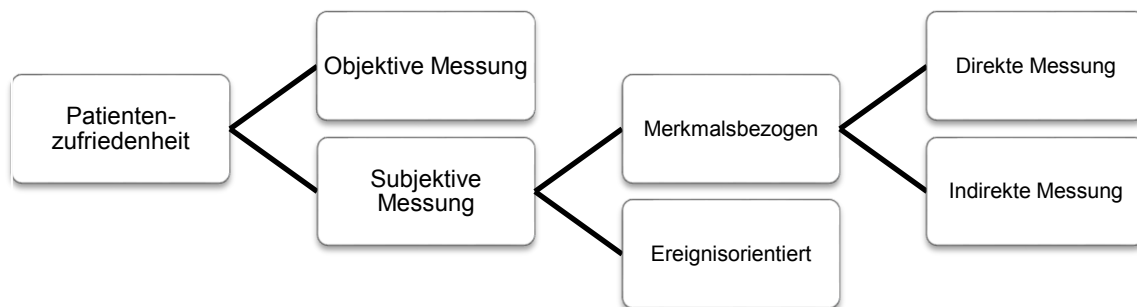 Patienten-
zufriedenheit
Objektive Messung
Subjektive
Messung
Merkmalsbezogen
Ereignisorientiert
Direkte Messung
Indirekte Messung